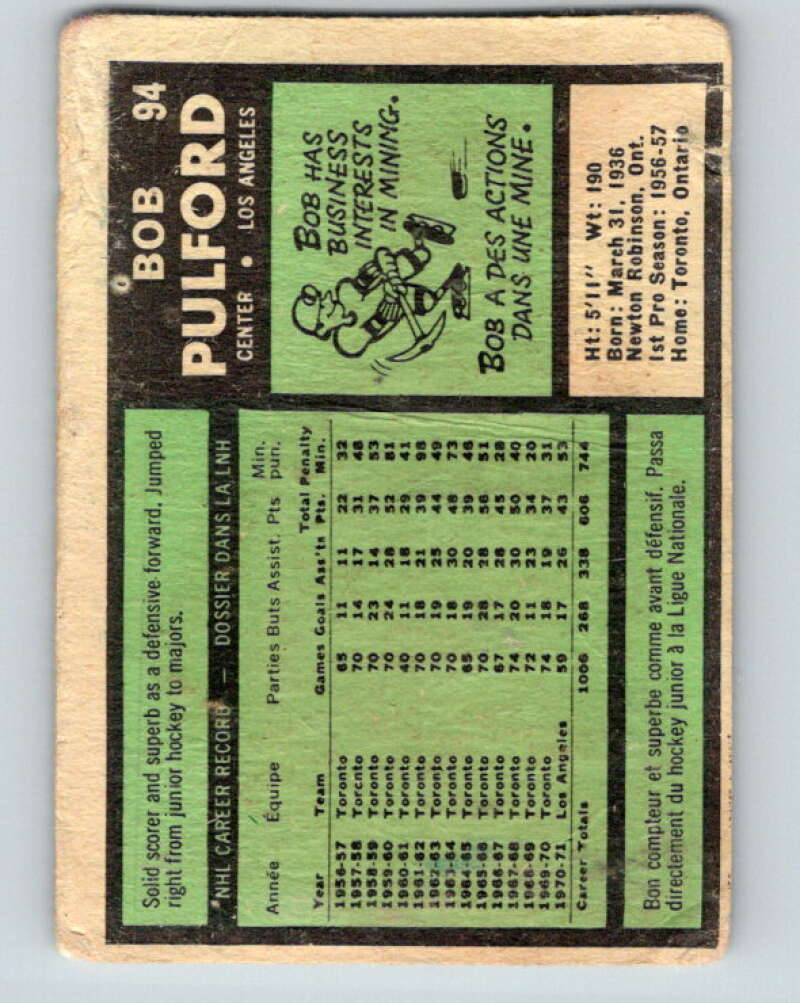 BOB 94
PULFORD
CENTER • LOS ANGELES
BOB HAS
BUSINESS
INTERESTS
IN MINING.
BOB A DES ACTIONS
DANS UNE MINE.
Ht: 5'11" Wt: 190
Born: March 31, 1936
Newton Robinson, Ont.
1st Pro Season: 1956-57
Home: Toronto, Ontario
Solid scorer and superb as a defensive forward. Jumped
right from junior hockey to majors.
NHL CAREER RECORD — DOSSIER DANS LA LNH
Min.
Année Équipe Parties Buts Assist. Pts pun.
Total Penalty
Year Team Games Goals Ass'ts Pts. Min.
1956-57 Toronto 65 11 11 22 32
1957-58 Toronto 70 14 17 31 48
1958-59 Toronto 70 23 14 37 53
1959-60 Toronto 70 24 28 52 81
1960-61 Toronto 40 11 18 29 41
1961-62 Toronto 70 18 21 39 98
1962-63 Toronto 70 19 25 44 49
1963-64 Toronto 70 18 30 48 73
1964-65 Toronto 65 19 20 39 46
1965-66 Toronto 70 28 28 56 51
1966-67 Toronto 67 17 28 45 28
1967-68 Toronto 74 20 30 50 40
1968-69 Toronto 72 11 23 34 20
1969-70 Toronto 74 18 19 37 31
1970-71 Los Angeles 59 17 26 43 53
Career Totals 1006 268 338 606 744
Bon compteur et superbe comme avant défensif. Passa
directement du hockey junior à la Ligue Nationale.